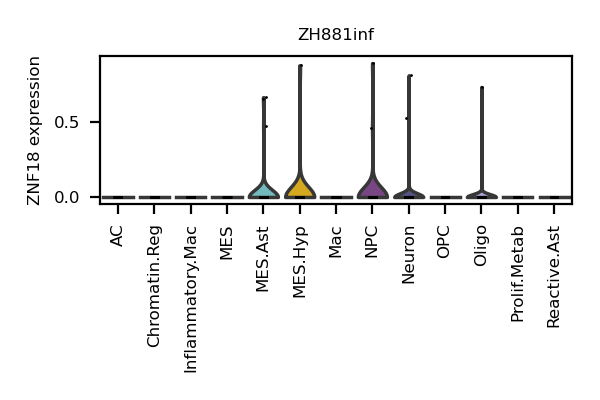 ZH881inf
ZNF18 expression
0.5
0.0
AC
Chromatin.Reg
Inflammatory.Mac
MES
MES.Ast
MES.Hyp
Mac
NPC
Neuron
OPC
Oligo
Prolif.Metab
Reactive.Ast